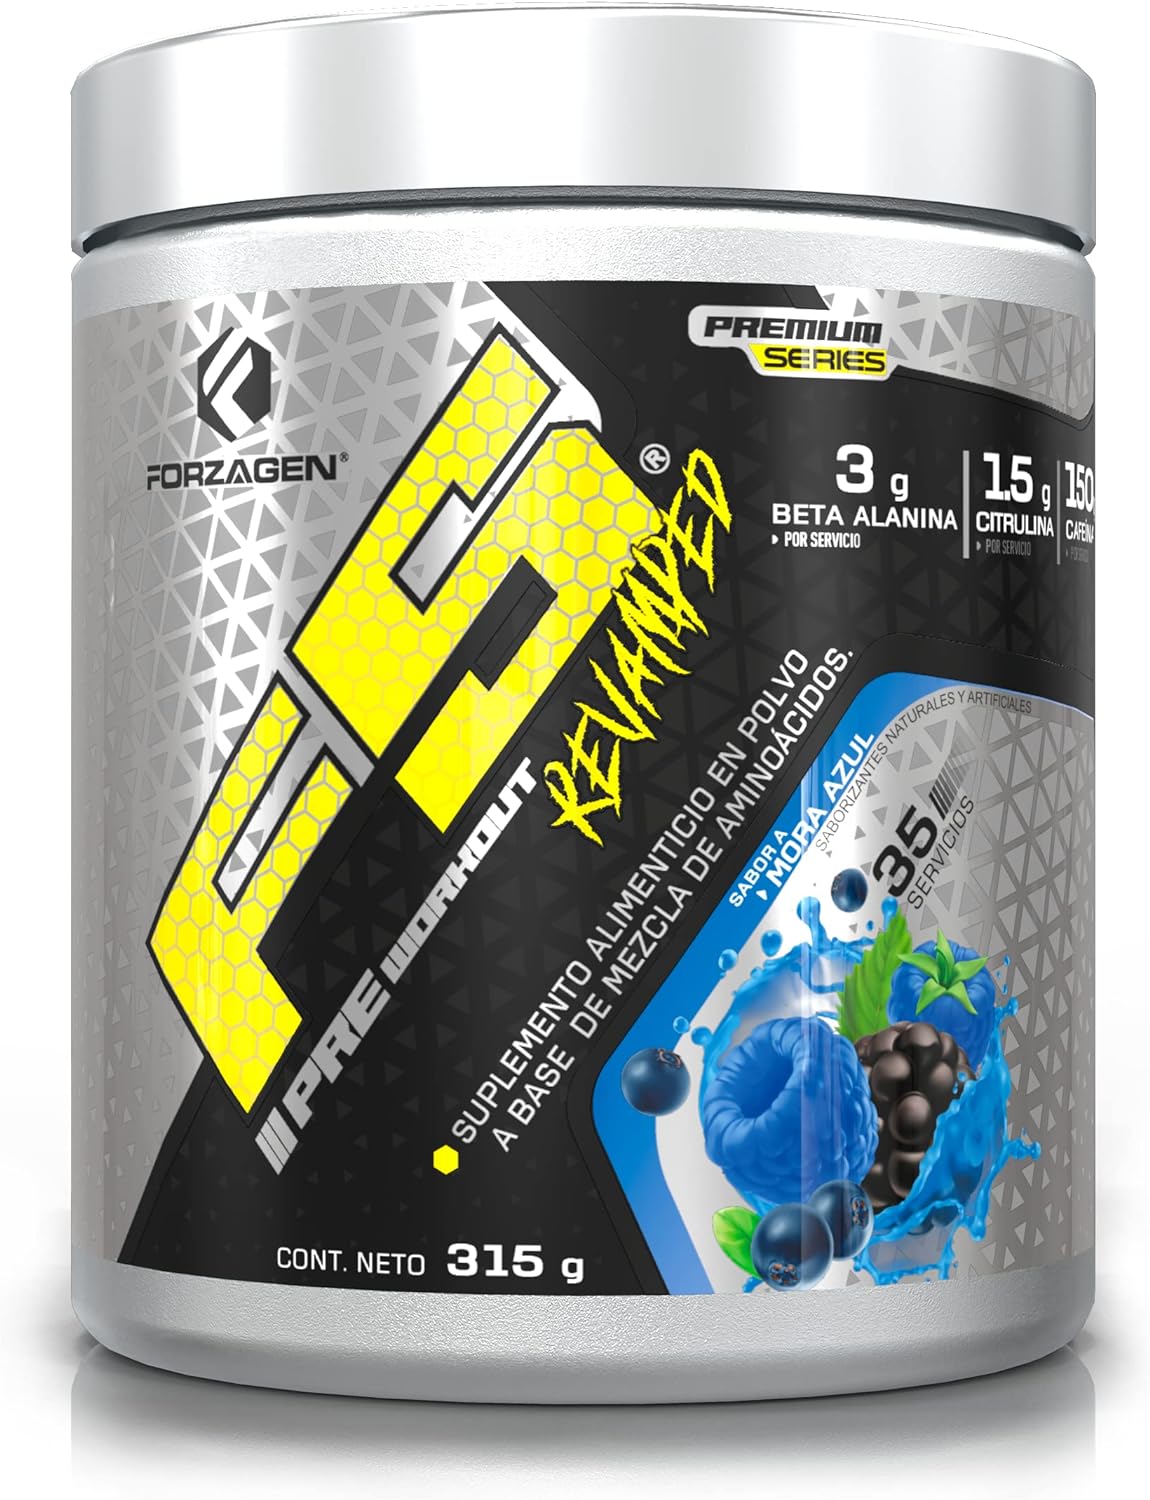 FORZAGEN®
PREMIUM
SERIES
3 g
BETA ALANINA
POR SERVICIO
1.5 g
CITRULINA
POR SERVICIO
150
CAFEÍNA
REVAMPED®
PRE WORKOUT
SUPLEMENTO ALIMENTICIO EN POLVO
A BASE DE MEZCLA DE AMINOÁCIDOS.
SABOR A
MORA AZUL
SABORIZANTES NATURALES Y ARTIFICIALES
35
SERVICIOS
CONT. NETO 315 g